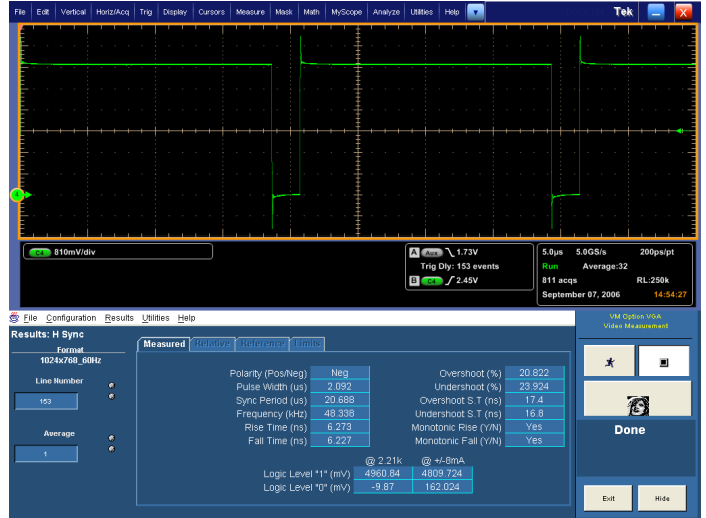 File Edit Vertical Horiz/Acq Trig Display Cursors Measure Mask Math MyScope Analyze Utilities Help Tek X
4
C4 810mV/div
A Aux 1.73V
Trig Dly: 153 events
B C4 2.45V
5.0µs 5.0GS/s 200ps/pt
Run Average:32
811 acqs RL:250k
September 07, 2006 14:54:27
File Configuration Results Utilities Help
VM Option VGA
Video Measurement
Results: H Sync
Format
1024x768_60Hz
Line Number
153
Average
1
Measured Relative Reference Limits
Polarity (Pos/Neg) Neg
Pulse Width (us) 2.092
Sync Period (us) 20.688
Frequency (kHz) 48.338
Rise Time (ns) 6.273
Fall Time (ns) 6.227
Overshoot (%) 20.822
Undershoot (%) 23.924
Overshoot S.T (ns) 17.4
Undershoot S.T (ns) 16.8
Monotonic Rise (Y/N) Yes
Monotonic Fall (Y/N) Yes
@ 2.21k @ +/-8mA
Logic Level "1" (mV) 4960.84 4809.724
Logic Level "0" (mV) -9.87 162.024
Done
Exit Hide